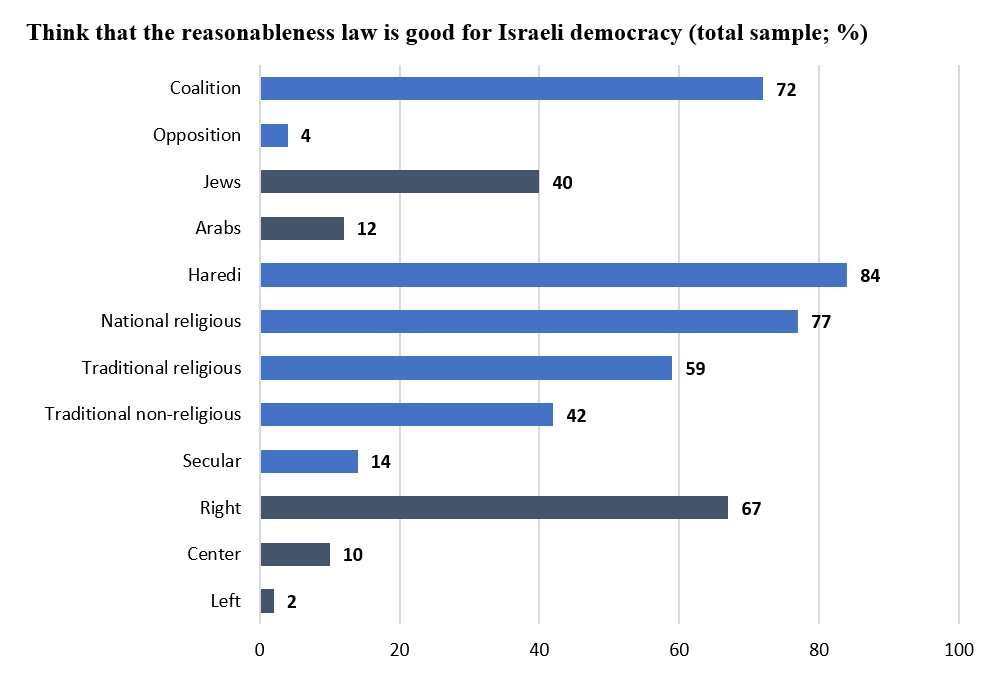 Think that the reasonableness law is good for Israeli democracy (total sample; %)
Coalition 72
Opposition 4
Jews 40
Arabs 12
Haredi 84
National religious 77
Traditional religious 59
Traditional non-religious 42
Secular 14
Right 67
Center 10
Left 2
0 20 40 60 80 100